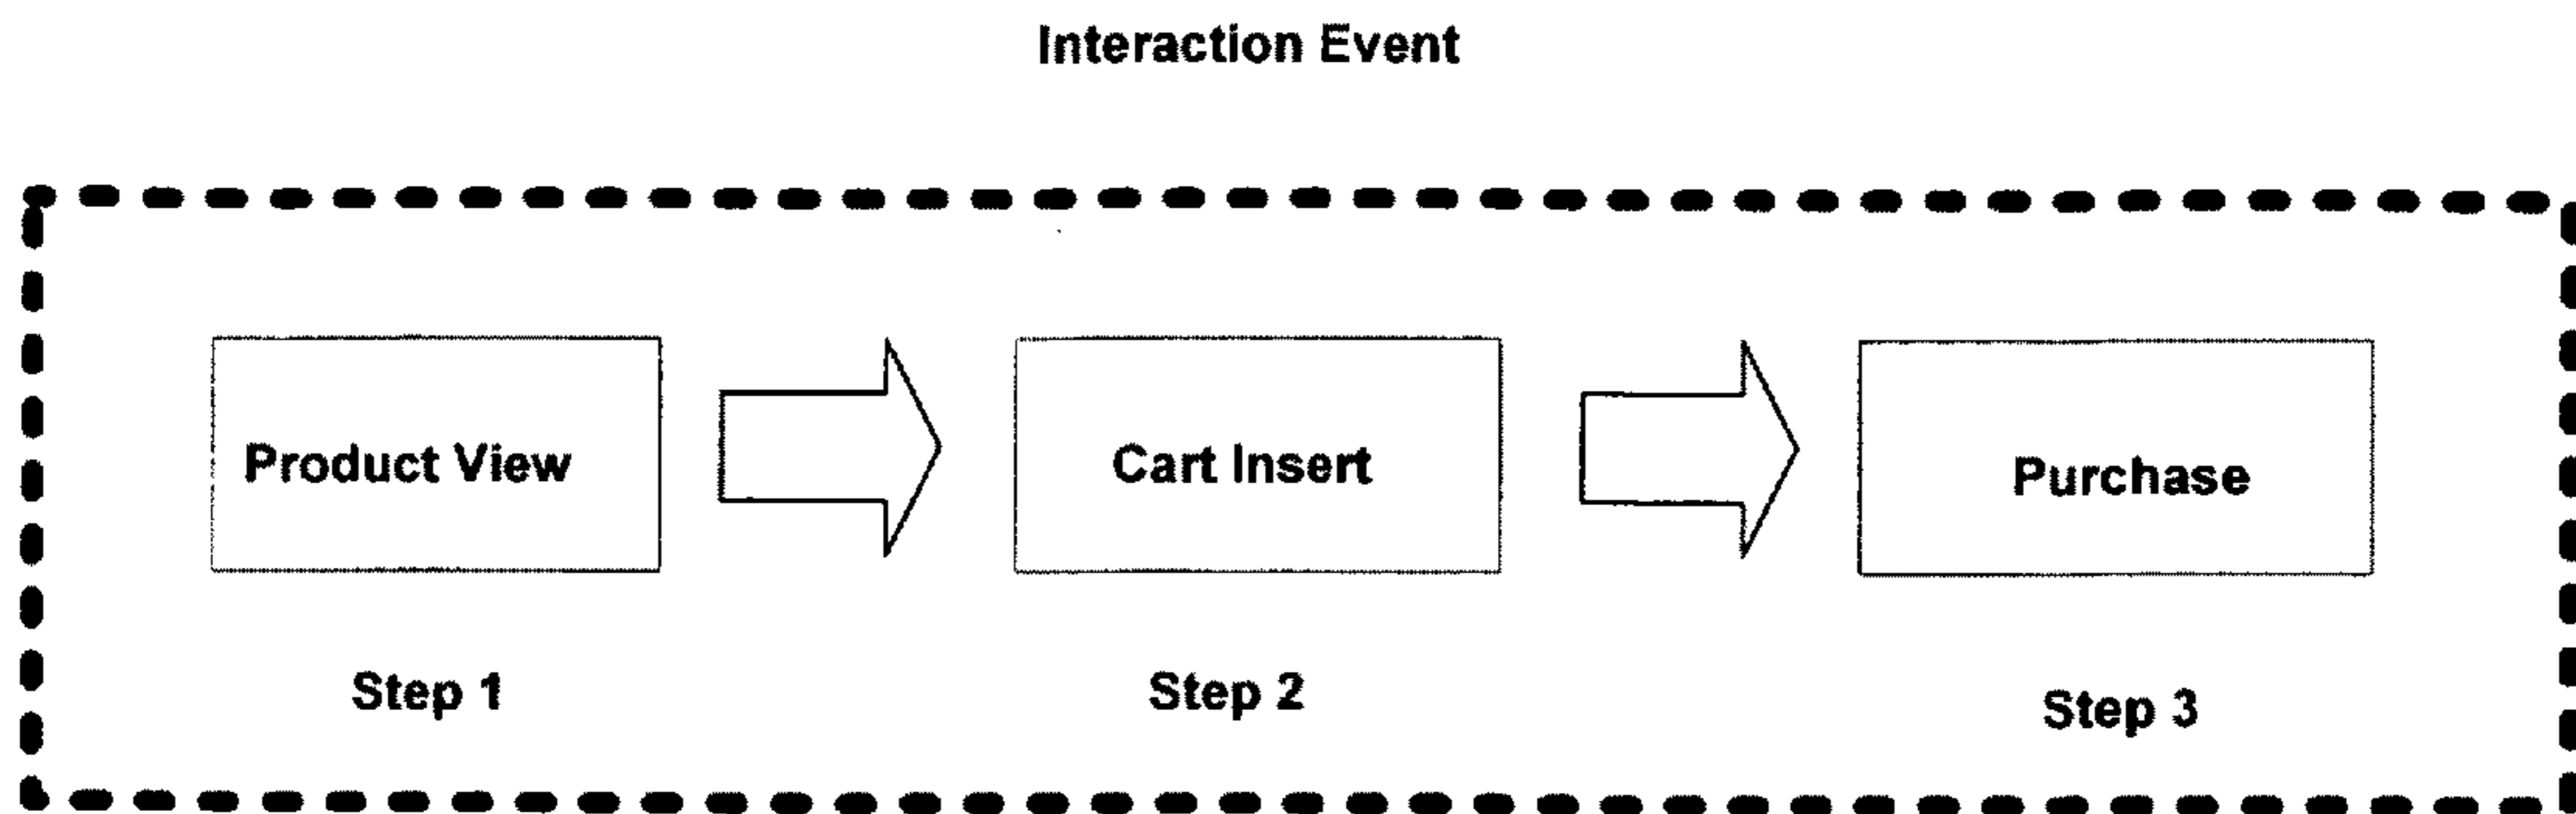 Interaction Event
Product View
Cart Insert
Purchase
Step 1
Step 2
Step 3